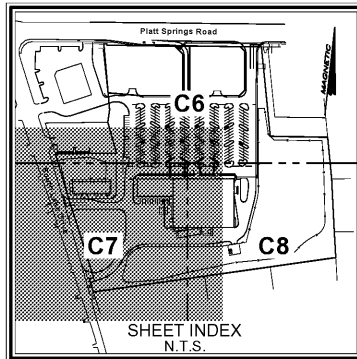 Platt Springs Road
MAGNETIC
C6
C7
C8
SHEET INDEX
N.T.S.